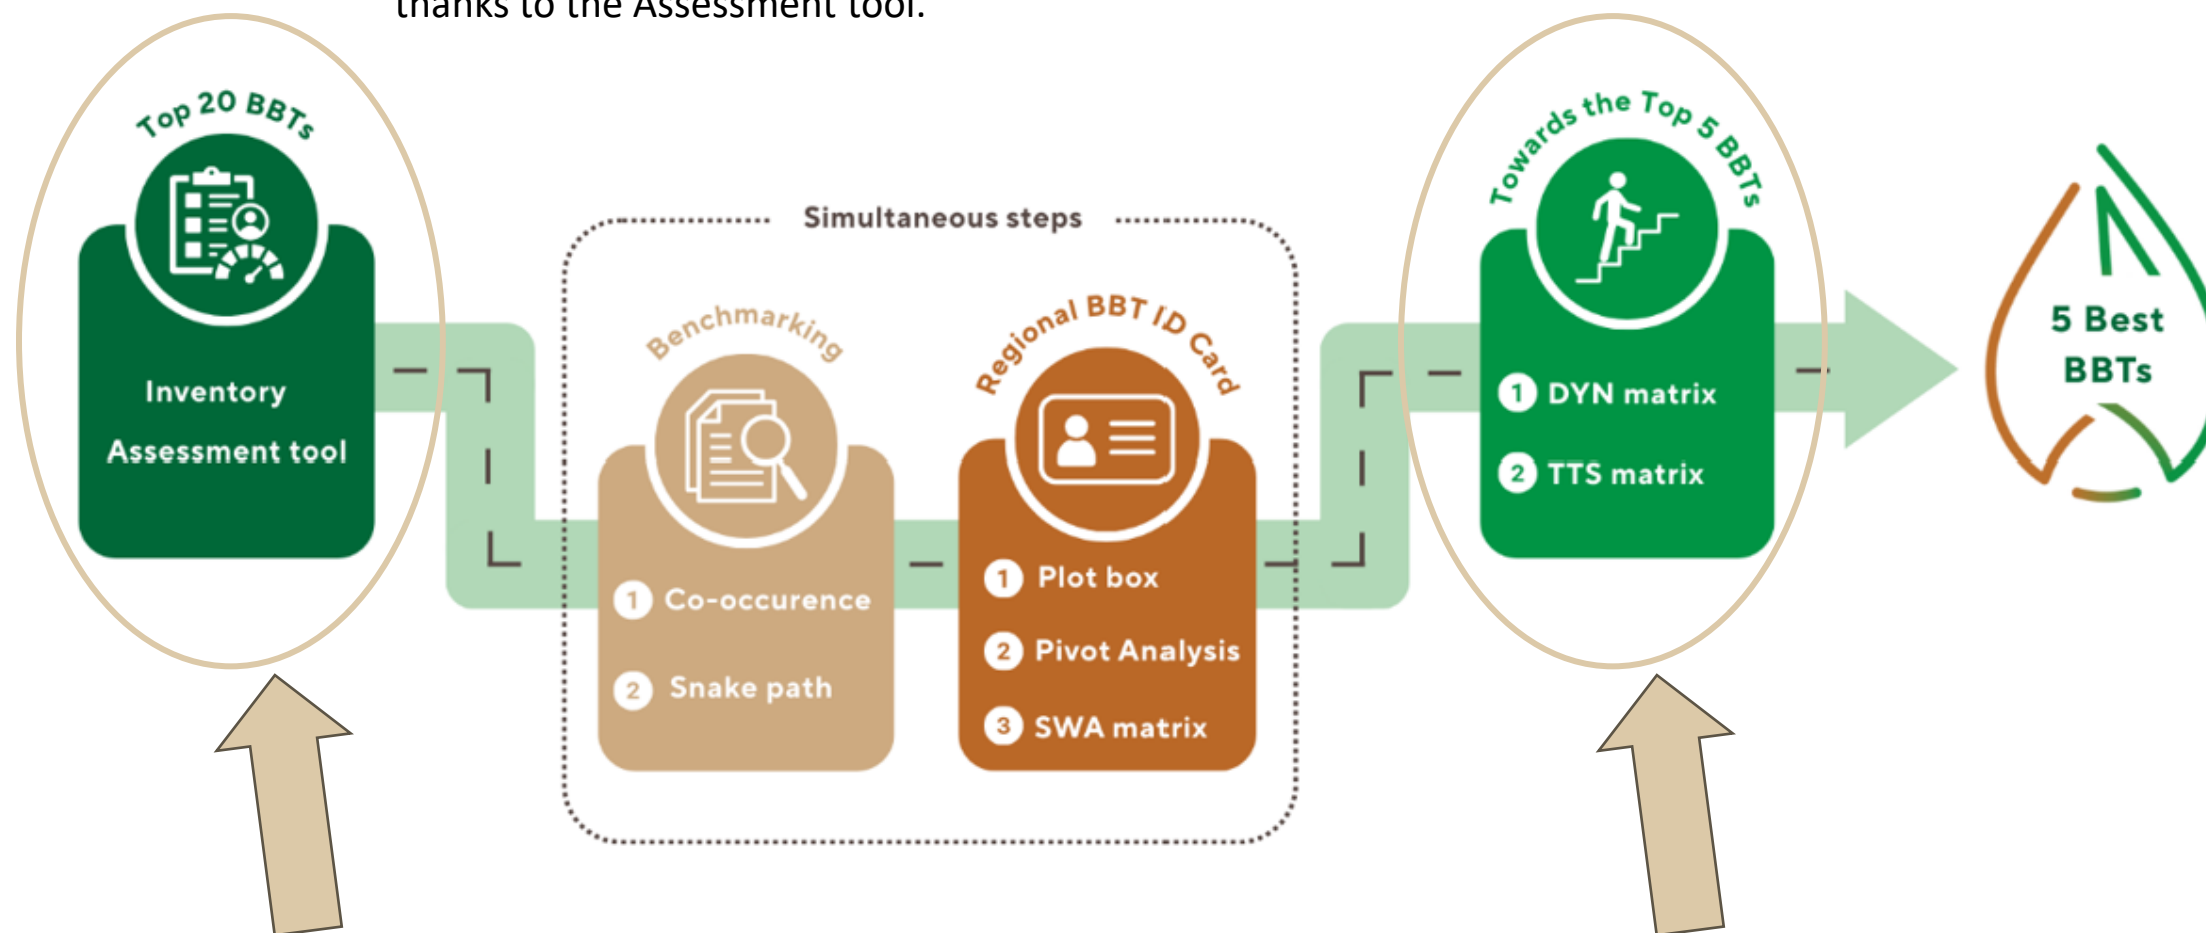 thanks to the Assessment tool.
Top 20 BBTs
Inventory
Assessment tool
Simultaneous steps
Benchmarking
1 Co-occurence
2 Snake path
Regional BBT ID Card
1 Plot box
2 Pivot Analysis
3 SWA matrix
Towards the Top 5 BBTs
1 DYN matrix
2 TTS matrix
5 Best
BBTs